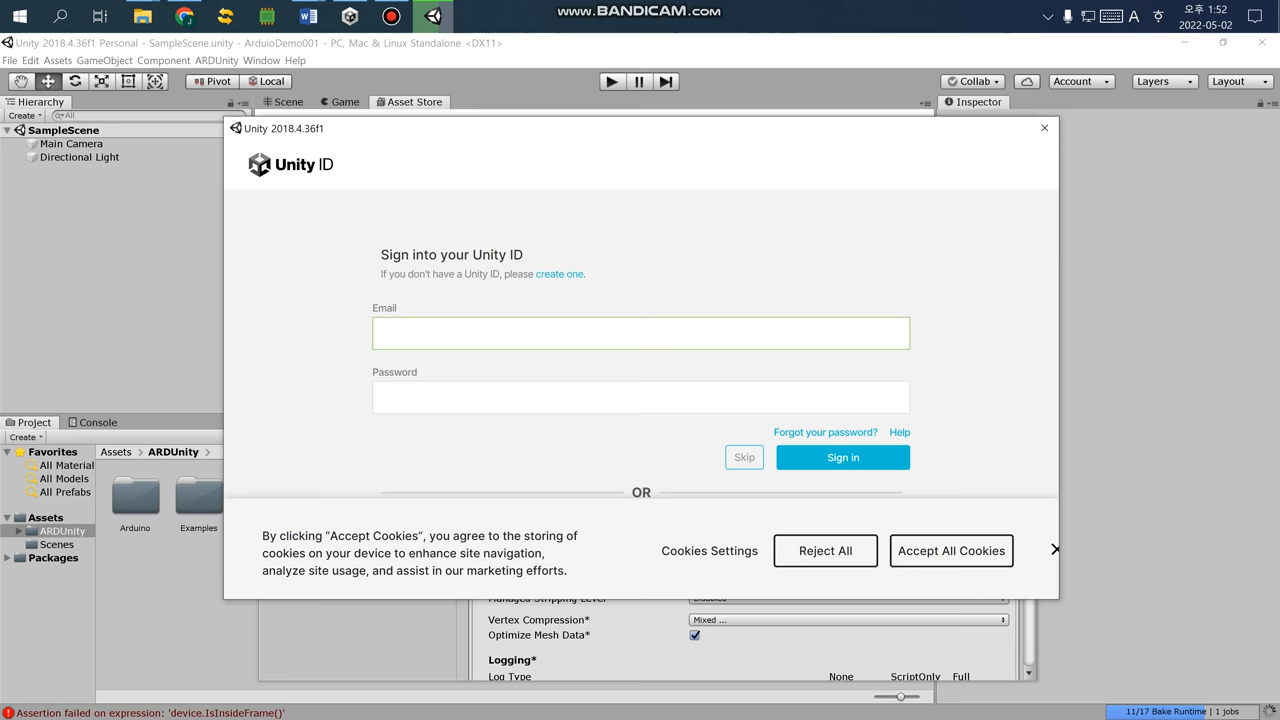 www.BANDICAM.com
A
오후 1:52
2022-05-02
Unity 2018.4.36f1 Personal - SampleScene.unity - ArduioDemo001 - PC, Mac & Linux Standalone <DX11>
File Edit Assets GameObject Component ARDUnity Window Help
Pivot Local Collab Account Layers Layout
Hierarchy Scene Game Asset Store Inspector
Create All
SampleScene
Main Camera
Directional Light
Unity 2018.4.36f1
Unity ID
Sign into your Unity ID
If you don't have a Unity ID, please create one.
Email
Password
Forgot your password? Help
Skip Sign in
OR
By clicking “Accept Cookies”, you agree to the storing of
cookies on your device to enhance site navigation,
analyze site usage, and assist in our marketing efforts.
Cookies Settings Reject All Accept All Cookies
Project Console
Create
Favorites
All Material
All Models
All Prefabs
Assets
ARDUnity
Scenes
Packages
Assets > ARDUnity >
Arduino Examples
Managed Stripping Level Disabled
Vertex Compression* Mixed ...
Optimize Mesh Data*
Logging*
Log Type None ScriptOnly Full
Assertion failed on expression: 'device.IsInsideFrame()'
11/17 Bake Runtime | 1 jobs